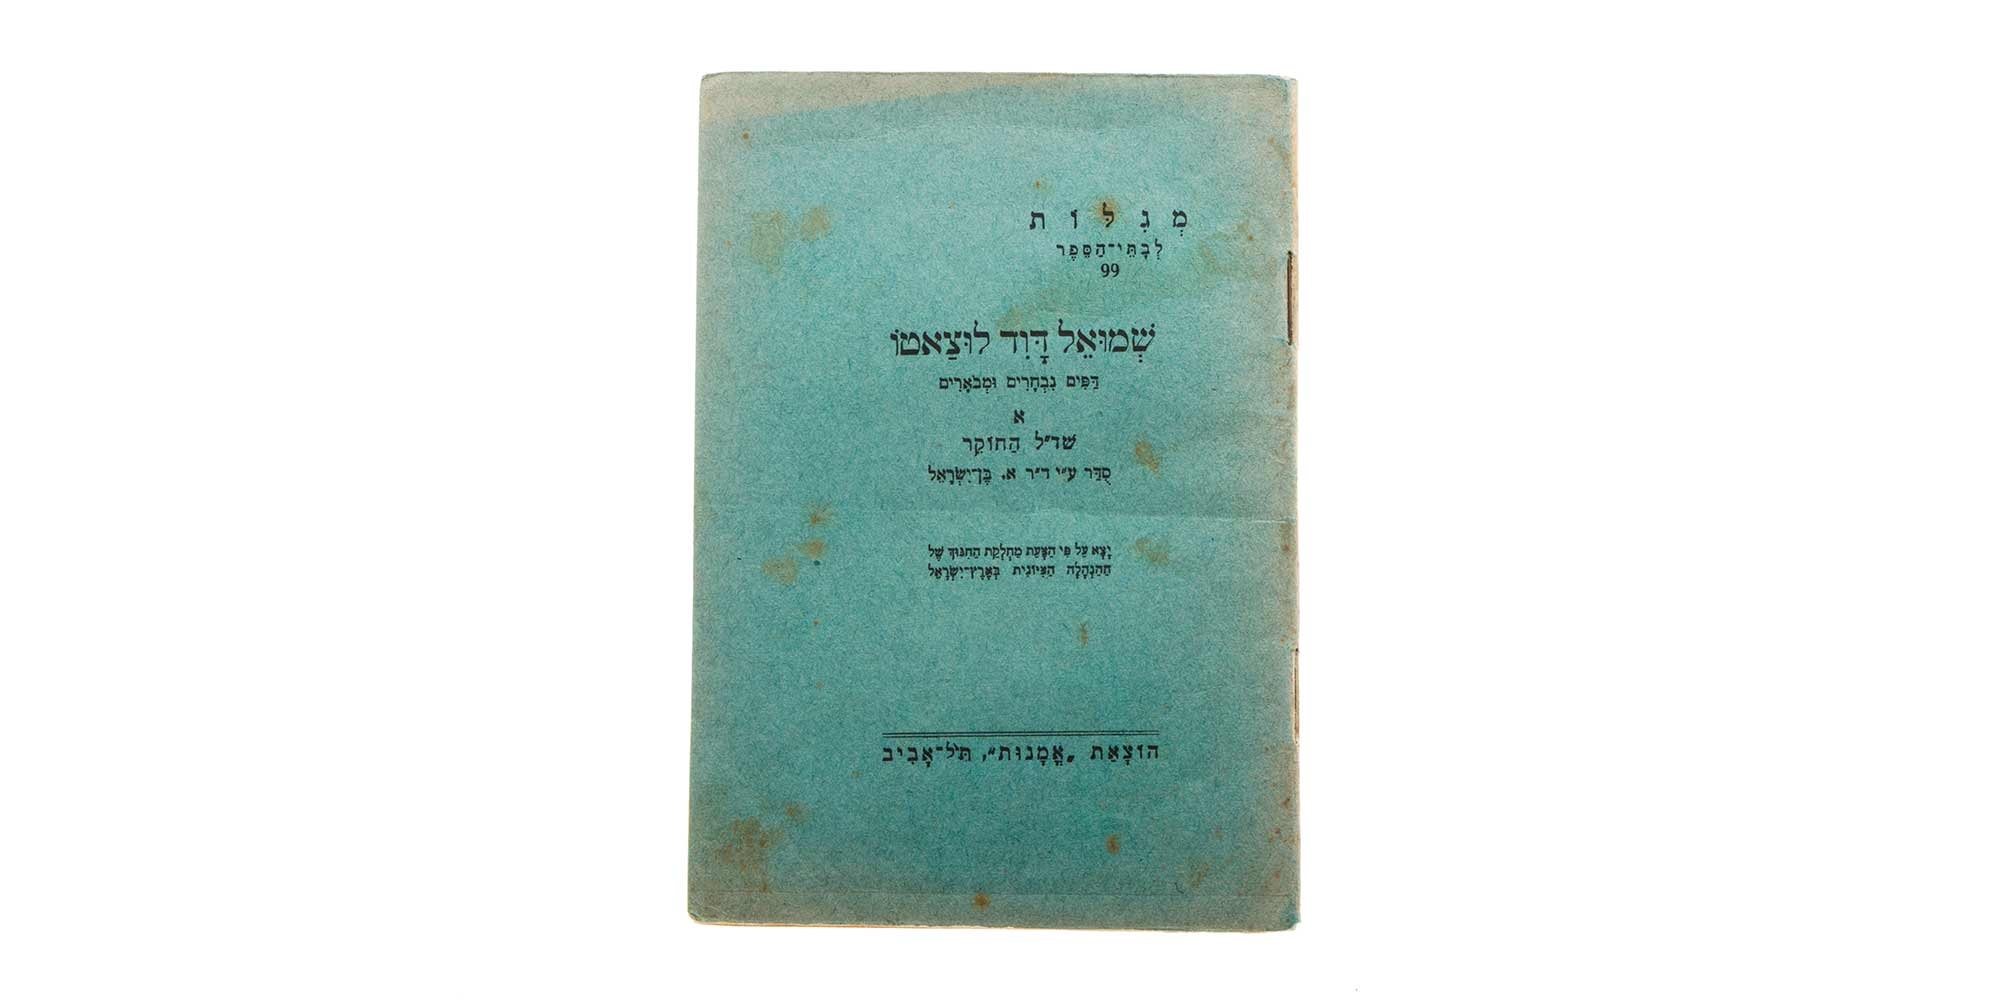 מְגִלּוֹת
לְבָתֵּי־הַסֵּפֶר
99
שְׁמוּאֵל דָּוִד לוּצַאטוֹ
דַּפִּים נִבְחָרִים וּמְבֹאָרִים
א
שד״ל הַחוֹקֵר
סֻדַּר ע״י ד״ר א. בֶּן־יִשְׂרָאֵל
יָצָא עַל פִּי הַצָּעַת מַחְלֶקֶת הַחִנּוּךְ שֶׁל
הַהַנְהָלָה הַצִּיּוֹנִית בְּאֶרֶץ־יִשְׂרָאֵל
הוֹצָאַת „אֳמָנוּת״, תֵּל־אָבִיב